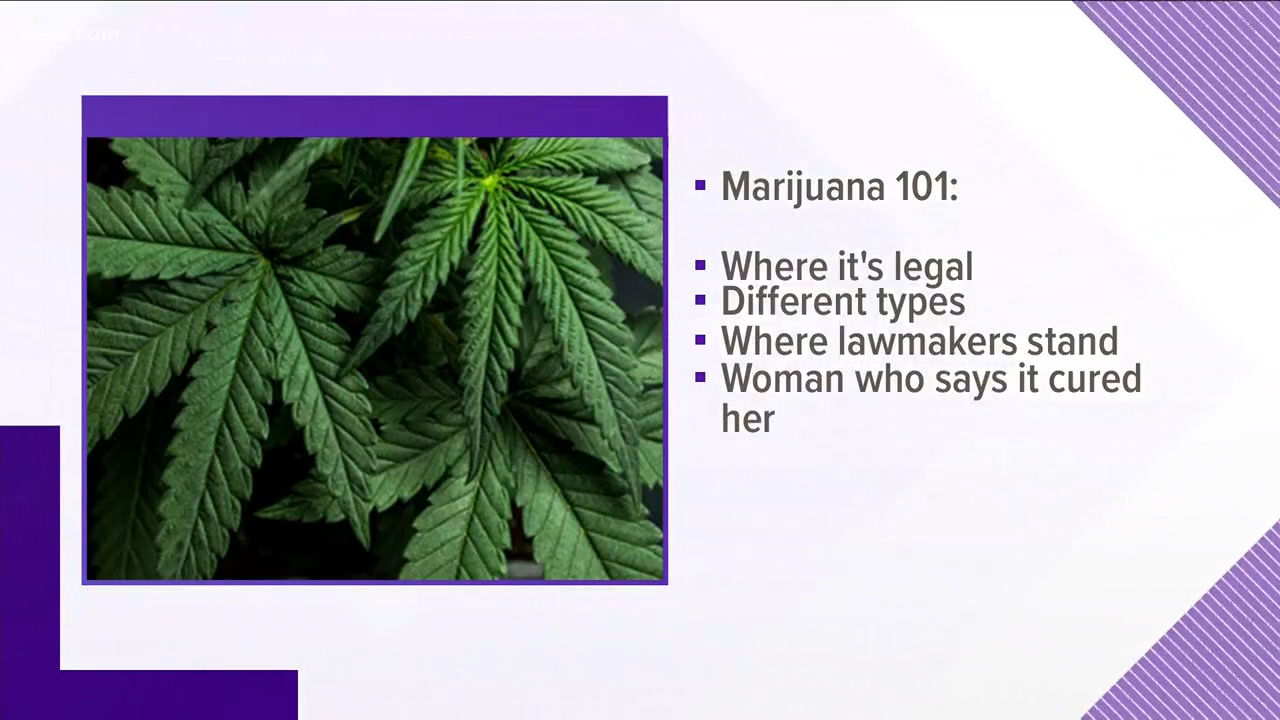 Marijuana 101:
Where it's legal
Different types
Where lawmakers stand
Woman who says it cured
her